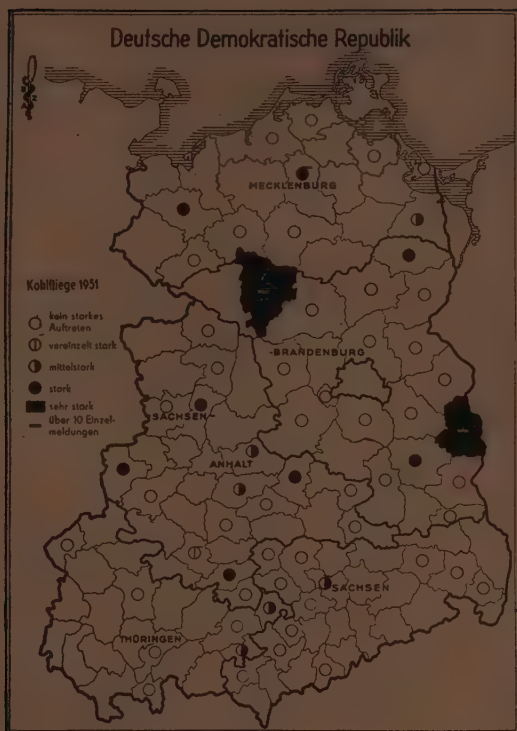 Deutsche Demokratische Republik
MECKLENBURG
Kohlfliege 1951
kein starkes
Auftreten
vereinzelt stark
mittelstark
stark
sehr stark
über 10 Einzel-
meldungen
-BRANDENBURG
SACHSEN-
ANHALT
SACHSEN
THÜRINGEN